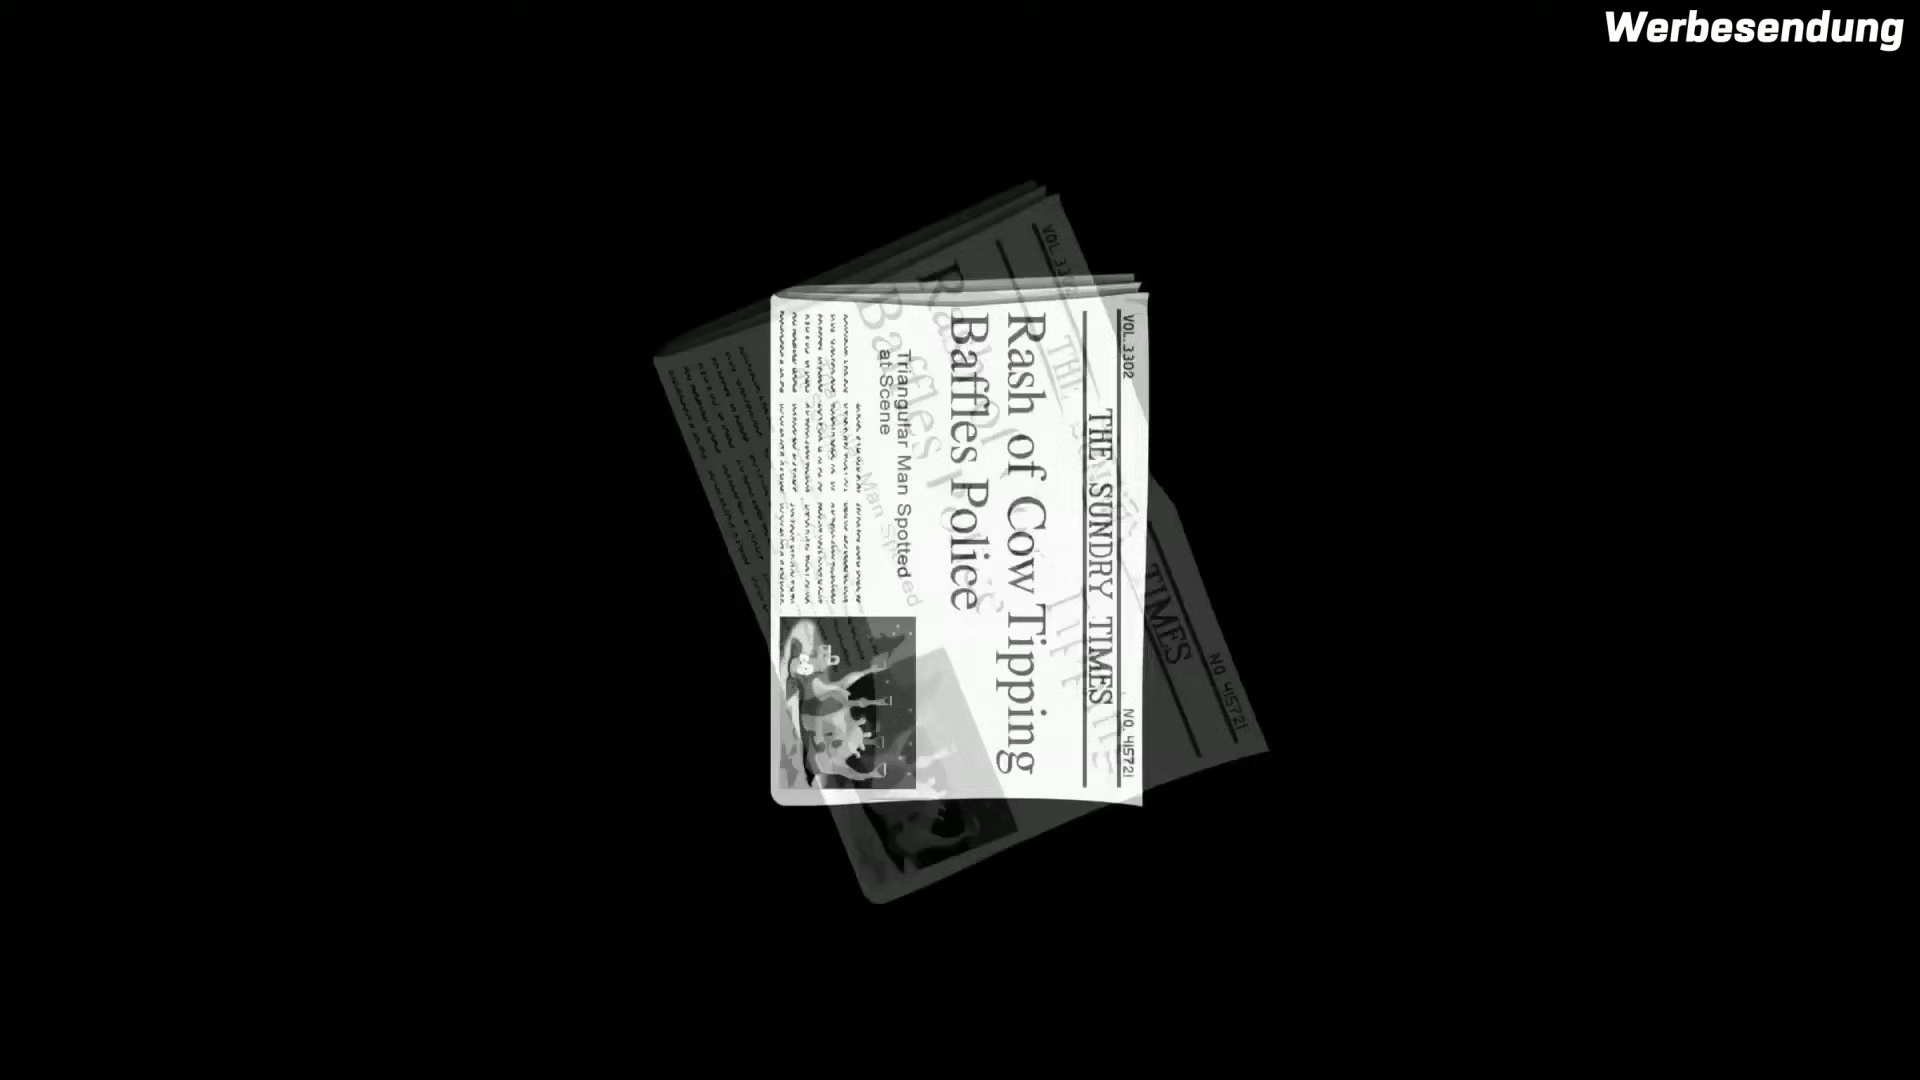 Werbesendung
VOL. 3302
NO. 415721
THE SUNDRY TIMES
Rash of Cow Tipping
Baffles Police
Triangular Man Spotted
at Scene